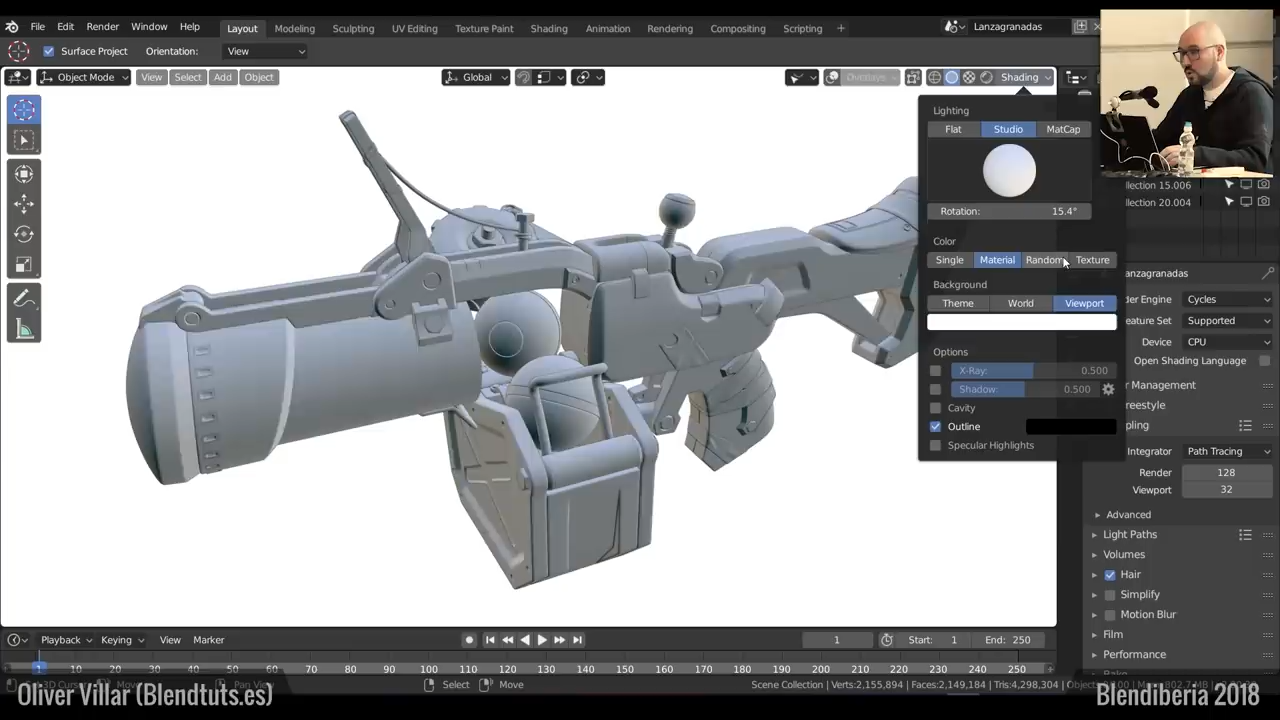 File Edit Render Window Help Layout Modeling Sculpting UV Editing Texture Paint Shading Animation Rendering Compositing Scripting + Lanzagranadas
Surface Project Orientation: View
Object Mode View Select Add Object Global Overlays Shading
Lighting
Flat Studio MatCap
Rotation: 15.4°
llection 15.006
llection 20.004
Color
Single Material Random Texture
Lanzagranadas
Background
Theme World Viewport
der Engine Cycles
eature Set Supported
Device CPU
Open Shading Language
Options
X-Ray: 0.500
Shadow: 0.500
Cavity
Outline
Specular Highlights
r Management
reestyle
pling
Integrator Path Tracing
Render 128
Viewport 32
Advanced
Light Paths
Volumes
Hair
Simplify
Motion Blur
Film
Performance
Playback Keying View Marker 1 Start: 1 End: 250
1 10 20 30 40 50 60 70 80 90 100 110 120 130 140 150 160 170 180 190 200 210 220 230 240 250
Select Move Scene Collection | Verts:2,155,894 | Faces:2,149,184 | Tris:4,298,304
Oliver Villar (Blendtuts.es)
Blendiberia 2018